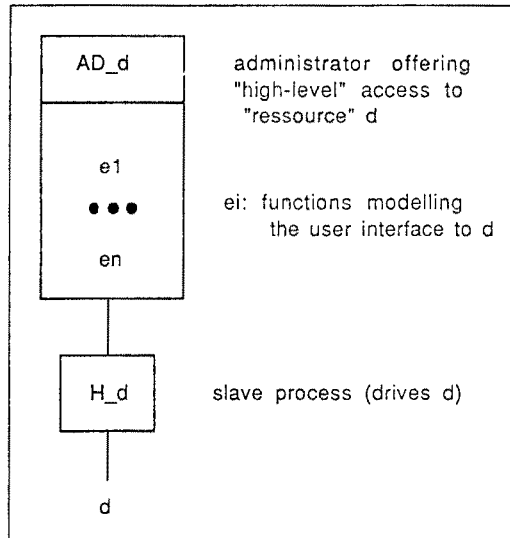 AD_d
administrator offering
"high-level" access to
"ressource" d
e1
•••
en
ei: functions modelling
the user interface to d
H_d
slave process (drives d)
d